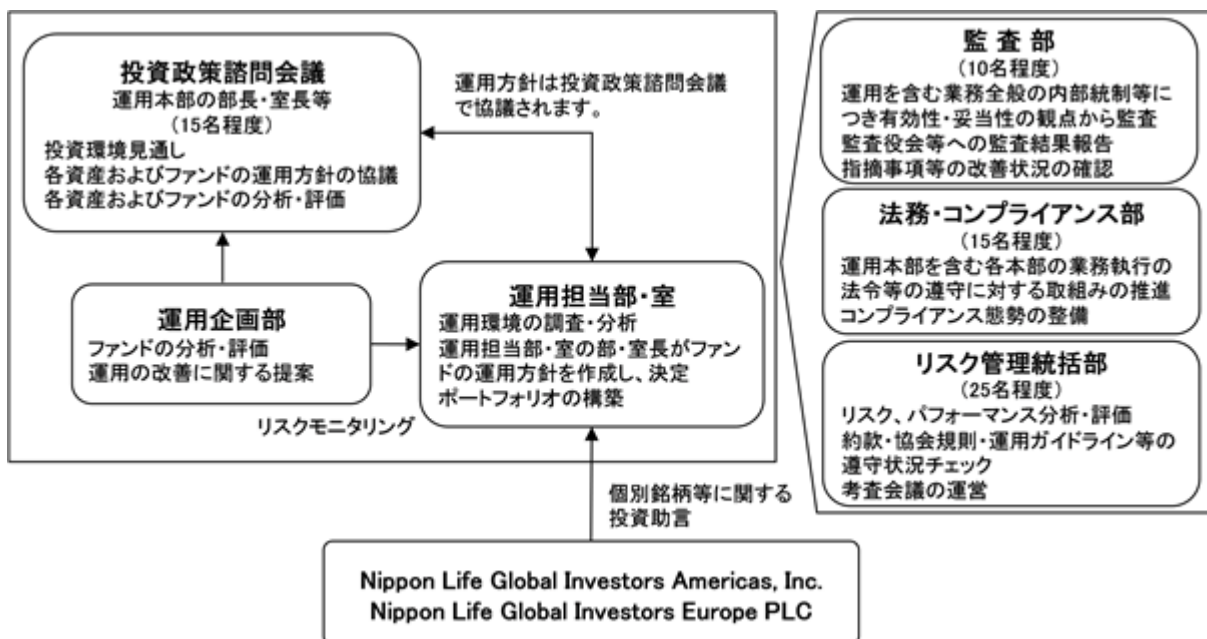 投資政策諮問会議
運用本部の部長・室長等
(15名程度)
投資環境見通し
各資産およびファンドの運用方針の協議
各資産およびファンドの分析・評価
運用方針は投資政策諮問会議
で協議されます。
運用企画部
ファンドの分析・評価
運用の改善に関する提案
リスクモニタリング
運用担当部・室
運用環境の調査・分析
運用担当部・室の部・室長がファン
ドの運用方針を作成し、決定
ポートフォリオの構築
個別銘柄等に関する
投資助言
Nippon Life Global Investors Americas, Inc.
Nippon Life Global Investors Europe PLC
監 査 部
(10名程度)
運用を含む業務全般の内部統制等に
つき有効性・妥当性の観点から監査
監査役会等への監査結果報告
指摘事項等の改善状況の確認
法務・コンプライアンス部
(15名程度)
運用本部を含む各本部の業務執行の
法令等の遵守に対する取組みの推進
コンプライアンス態勢の整備
リスク管理統括部
(25名程度)
リスク、パフォーマンス分析・評価
約款・協会規則・運用ガイドライン等の
遵守状況チェック
考査会議の運営